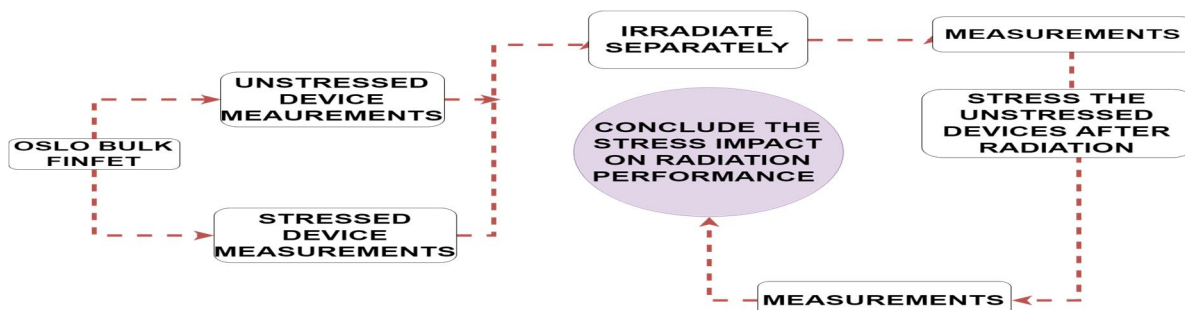 OSLO BULK
FINFET
UNSTRESSED
DEVICE
MEAUREMENTS
STRESSED
DEVICE
MEASUREMENTS
IRRADIATE
SEPARATELY
MEASUREMENTS
STRESS THE
UNSTRESSED
DEVICES AFTER
RADIATION
MEASUREMENTS
CONCLUDE THE
STRESS IMPACT
ON RADIATION
PERFORMANCE